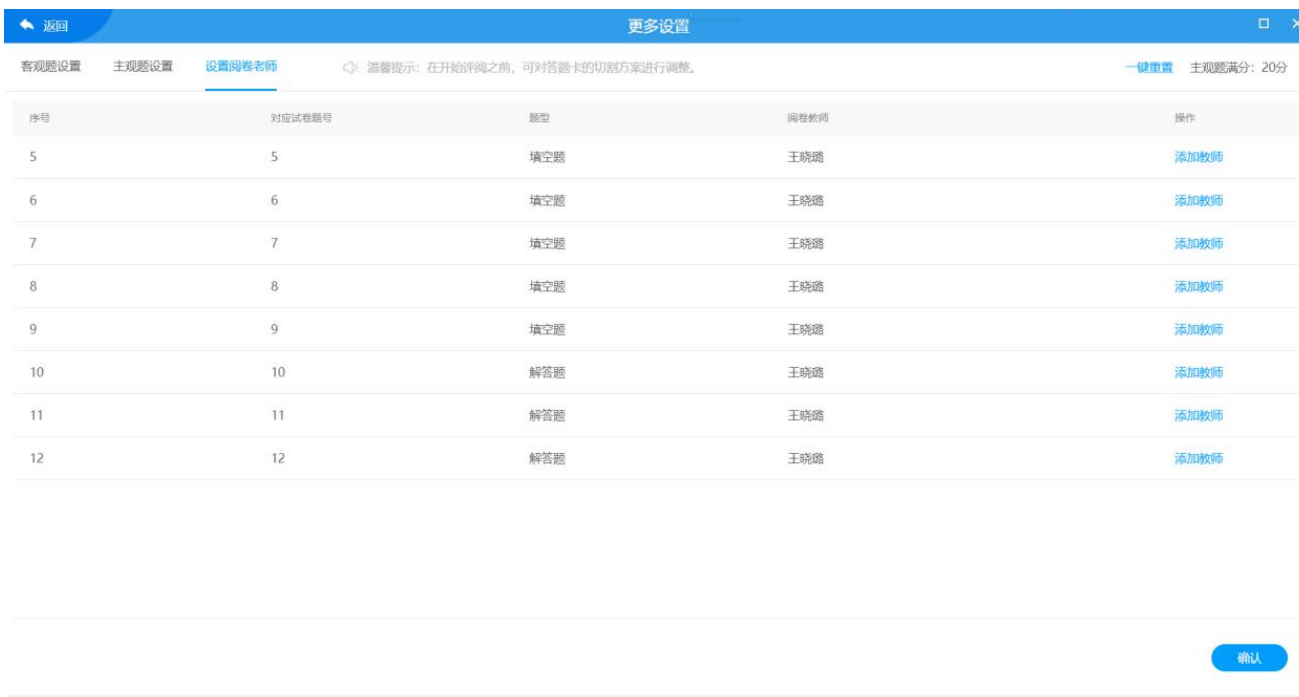 返回 更多设置
客观题设置 主观题设置 设置阅卷老师 温馨提示：在开始评阅之前，可对答题卡的切割方案进行调整。 一键重置 主观题满分：20分
序号 对应试卷题号 题型 阅卷教师 操作
5 5 填空题 王晓璐 添加教师
6 6 填空题 王晓璐 添加教师
7 7 填空题 王晓璐 添加教师
8 8 填空题 王晓璐 添加教师
9 9 填空题 王晓璐 添加教师
10 10 解答题 王晓璐 添加教师
11 11 解答题 王晓璐 添加教师
12 12 解答题 王晓璐 添加教师
确认